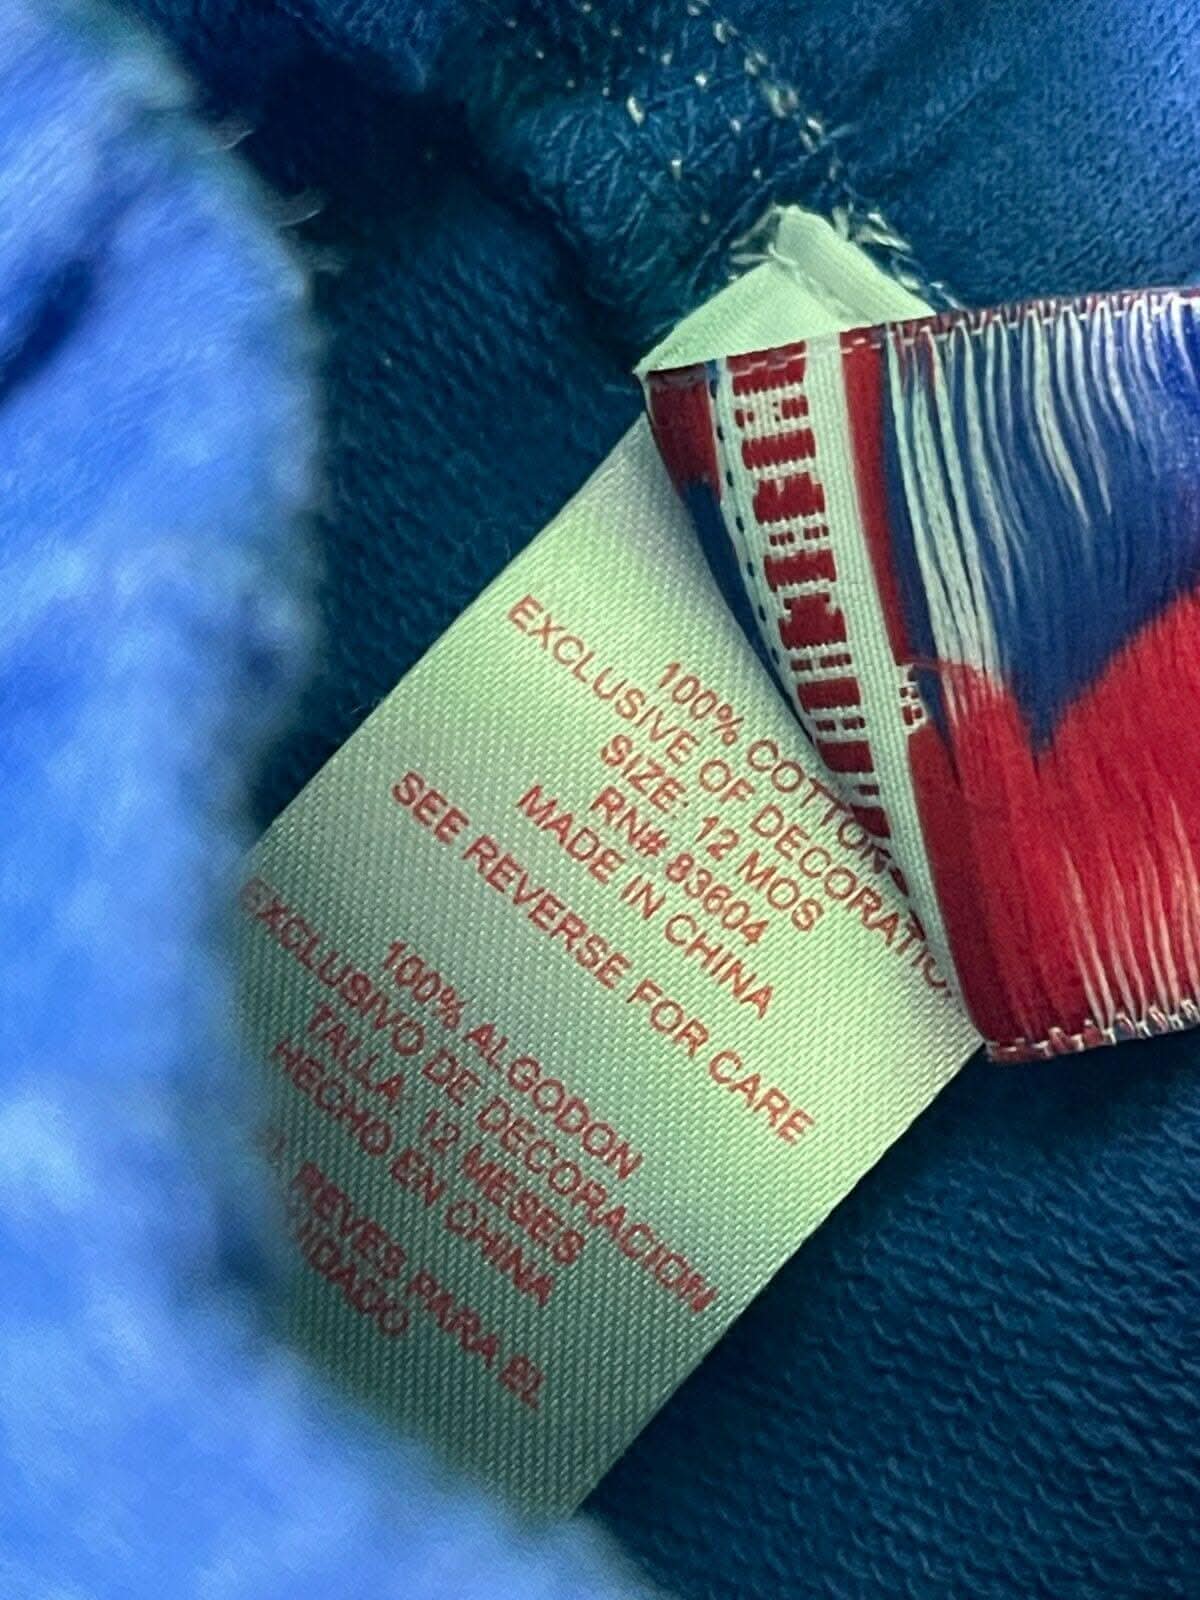 100% COTTON
EXCLUSIVE OF DECORATION
SIZE: 12 MOS
RN# 83604
MADE IN CHINA
SEE REVERSE FOR CARE
100% ALGODON
EXCLUSIVO DE DECORACION
TALLA: 12 MESES
HECHO EN CHINA
REVES PARA EL